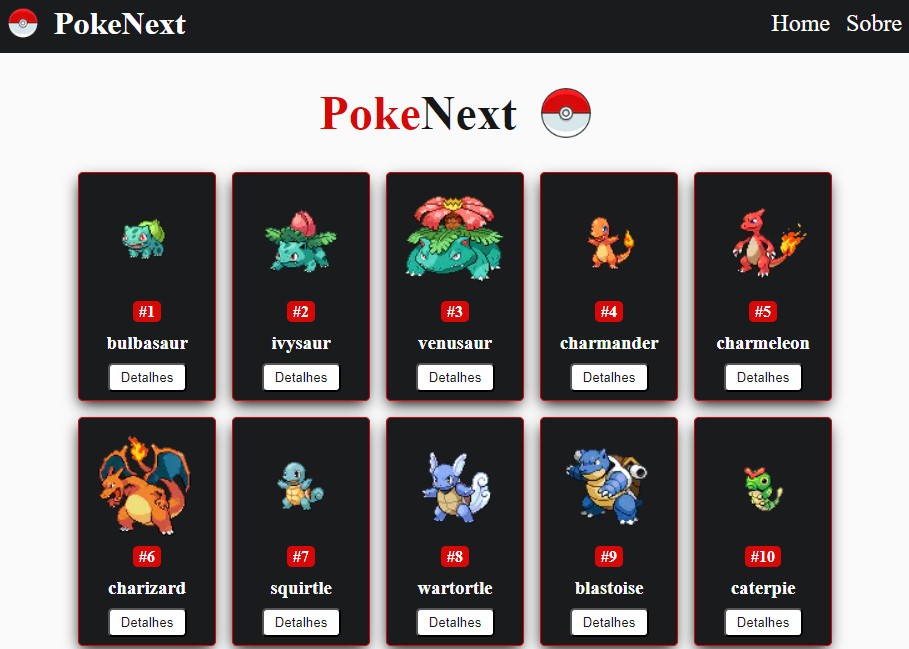 PokeNext Home Sobre
PokeNext
#1 #2 #3 #4 #5
bulbasaur ivysaur venusaur charmander charmeleon
Detalhes Detalhes Detalhes Detalhes Detalhes
#6 #7 #8 #9 #10
charizard squirtle wartortle blastoise caterpie
Detalhes Detalhes Detalhes Detalhes Detalhes